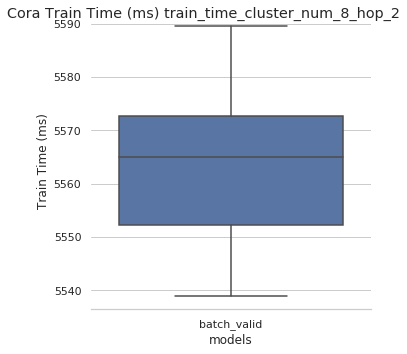 Cora Train Time (ms) train_time_cluster_num_8_hop_2
5590
5580
5570
5560
5550
5540
Train Time (ms)
batch_valid
models